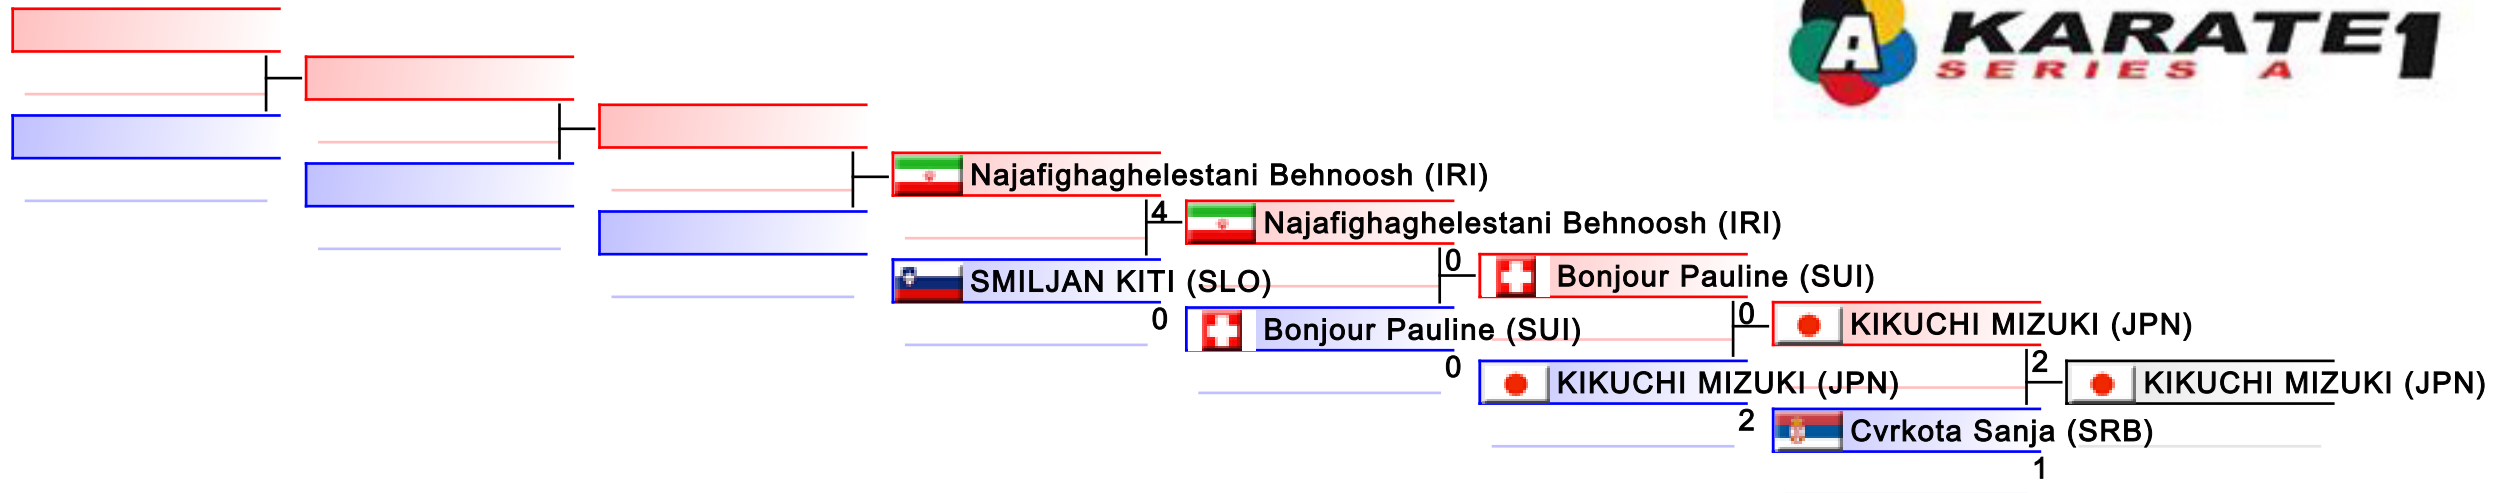 A
KARATE1
SERIES A
Najafighaghelestani Behnoosh (IRI)
4
Najafighaghelestani Behnoosh (IRI)
SMILJAN KITI (SLO)
0
0
Bonjour Pauline (SUI)
Bonjour Pauline (SUI)
0
0
KIKUCHI MIZUKI (JPN)
KIKUCHI MIZUKI (JPN)
2
2
KIKUCHI MIZUKI (JPN)
Cvrkota Sanja (SRB)
1